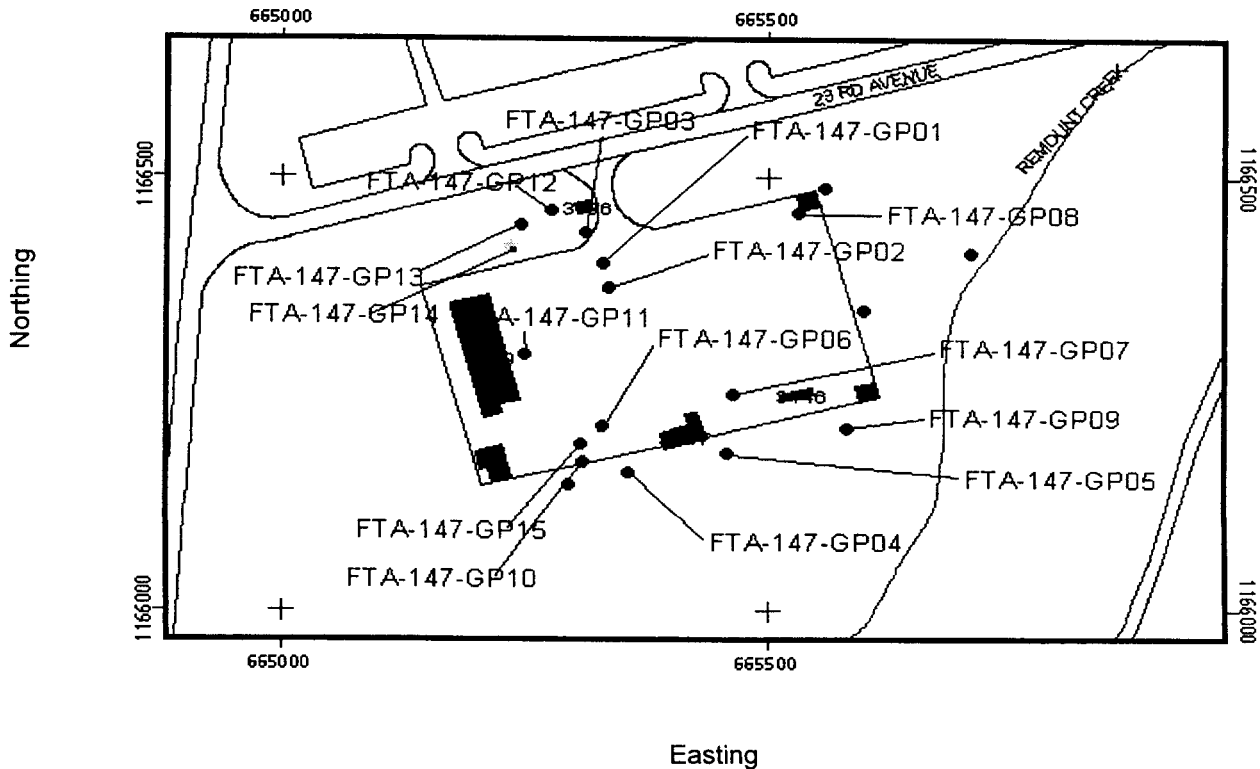 665000
665500
23 RD AVENUE
REMOUNT CREEK
FTA-147-GP03
FTA-147-GP01
1166500
1166500
FTA-147-GP12
FTA-147-GP08
FTA-147-GP02
FTA-147-GP13
FTA-147-GP14
A-147-GP11
FTA-147-GP06
FTA-147-GP07
FTA-147-GP09
FTA-147-GP05
FTA-147-GP15
FTA-147-GP04
FTA-147-GP10
1166000
1166000
665000
665500
Northing
Easting